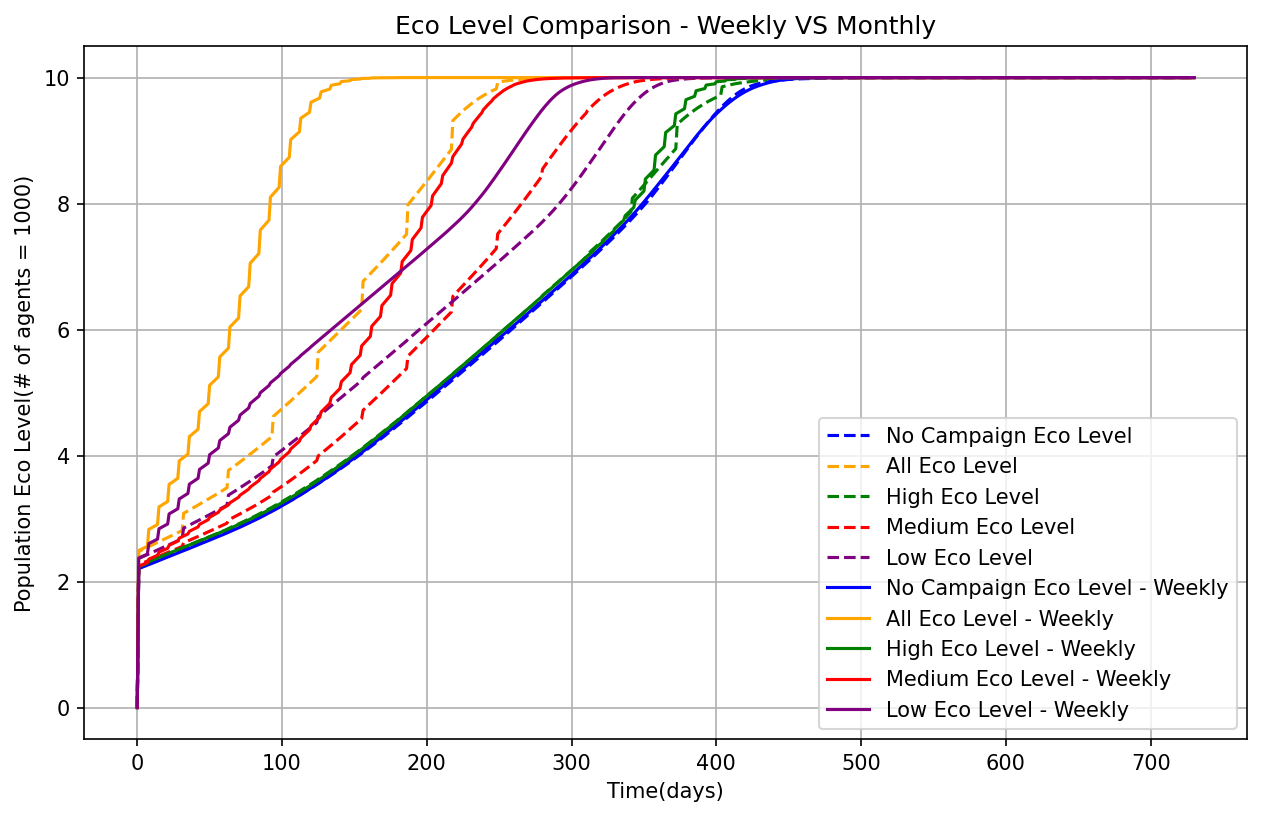 Eco Level Comparison - Weekly VS Monthly
Population Eco Level(# of agents = 1000)
10
8
6
4
2
0
No Campaign Eco Level
All Eco Level
High Eco Level
Medium Eco Level
Low Eco Level
No Campaign Eco Level - Weekly
All Eco Level - Weekly
High Eco Level - Weekly
Medium Eco Level - Weekly
Low Eco Level - Weekly
0 100 200 300 400 500 600 700
Time(days)